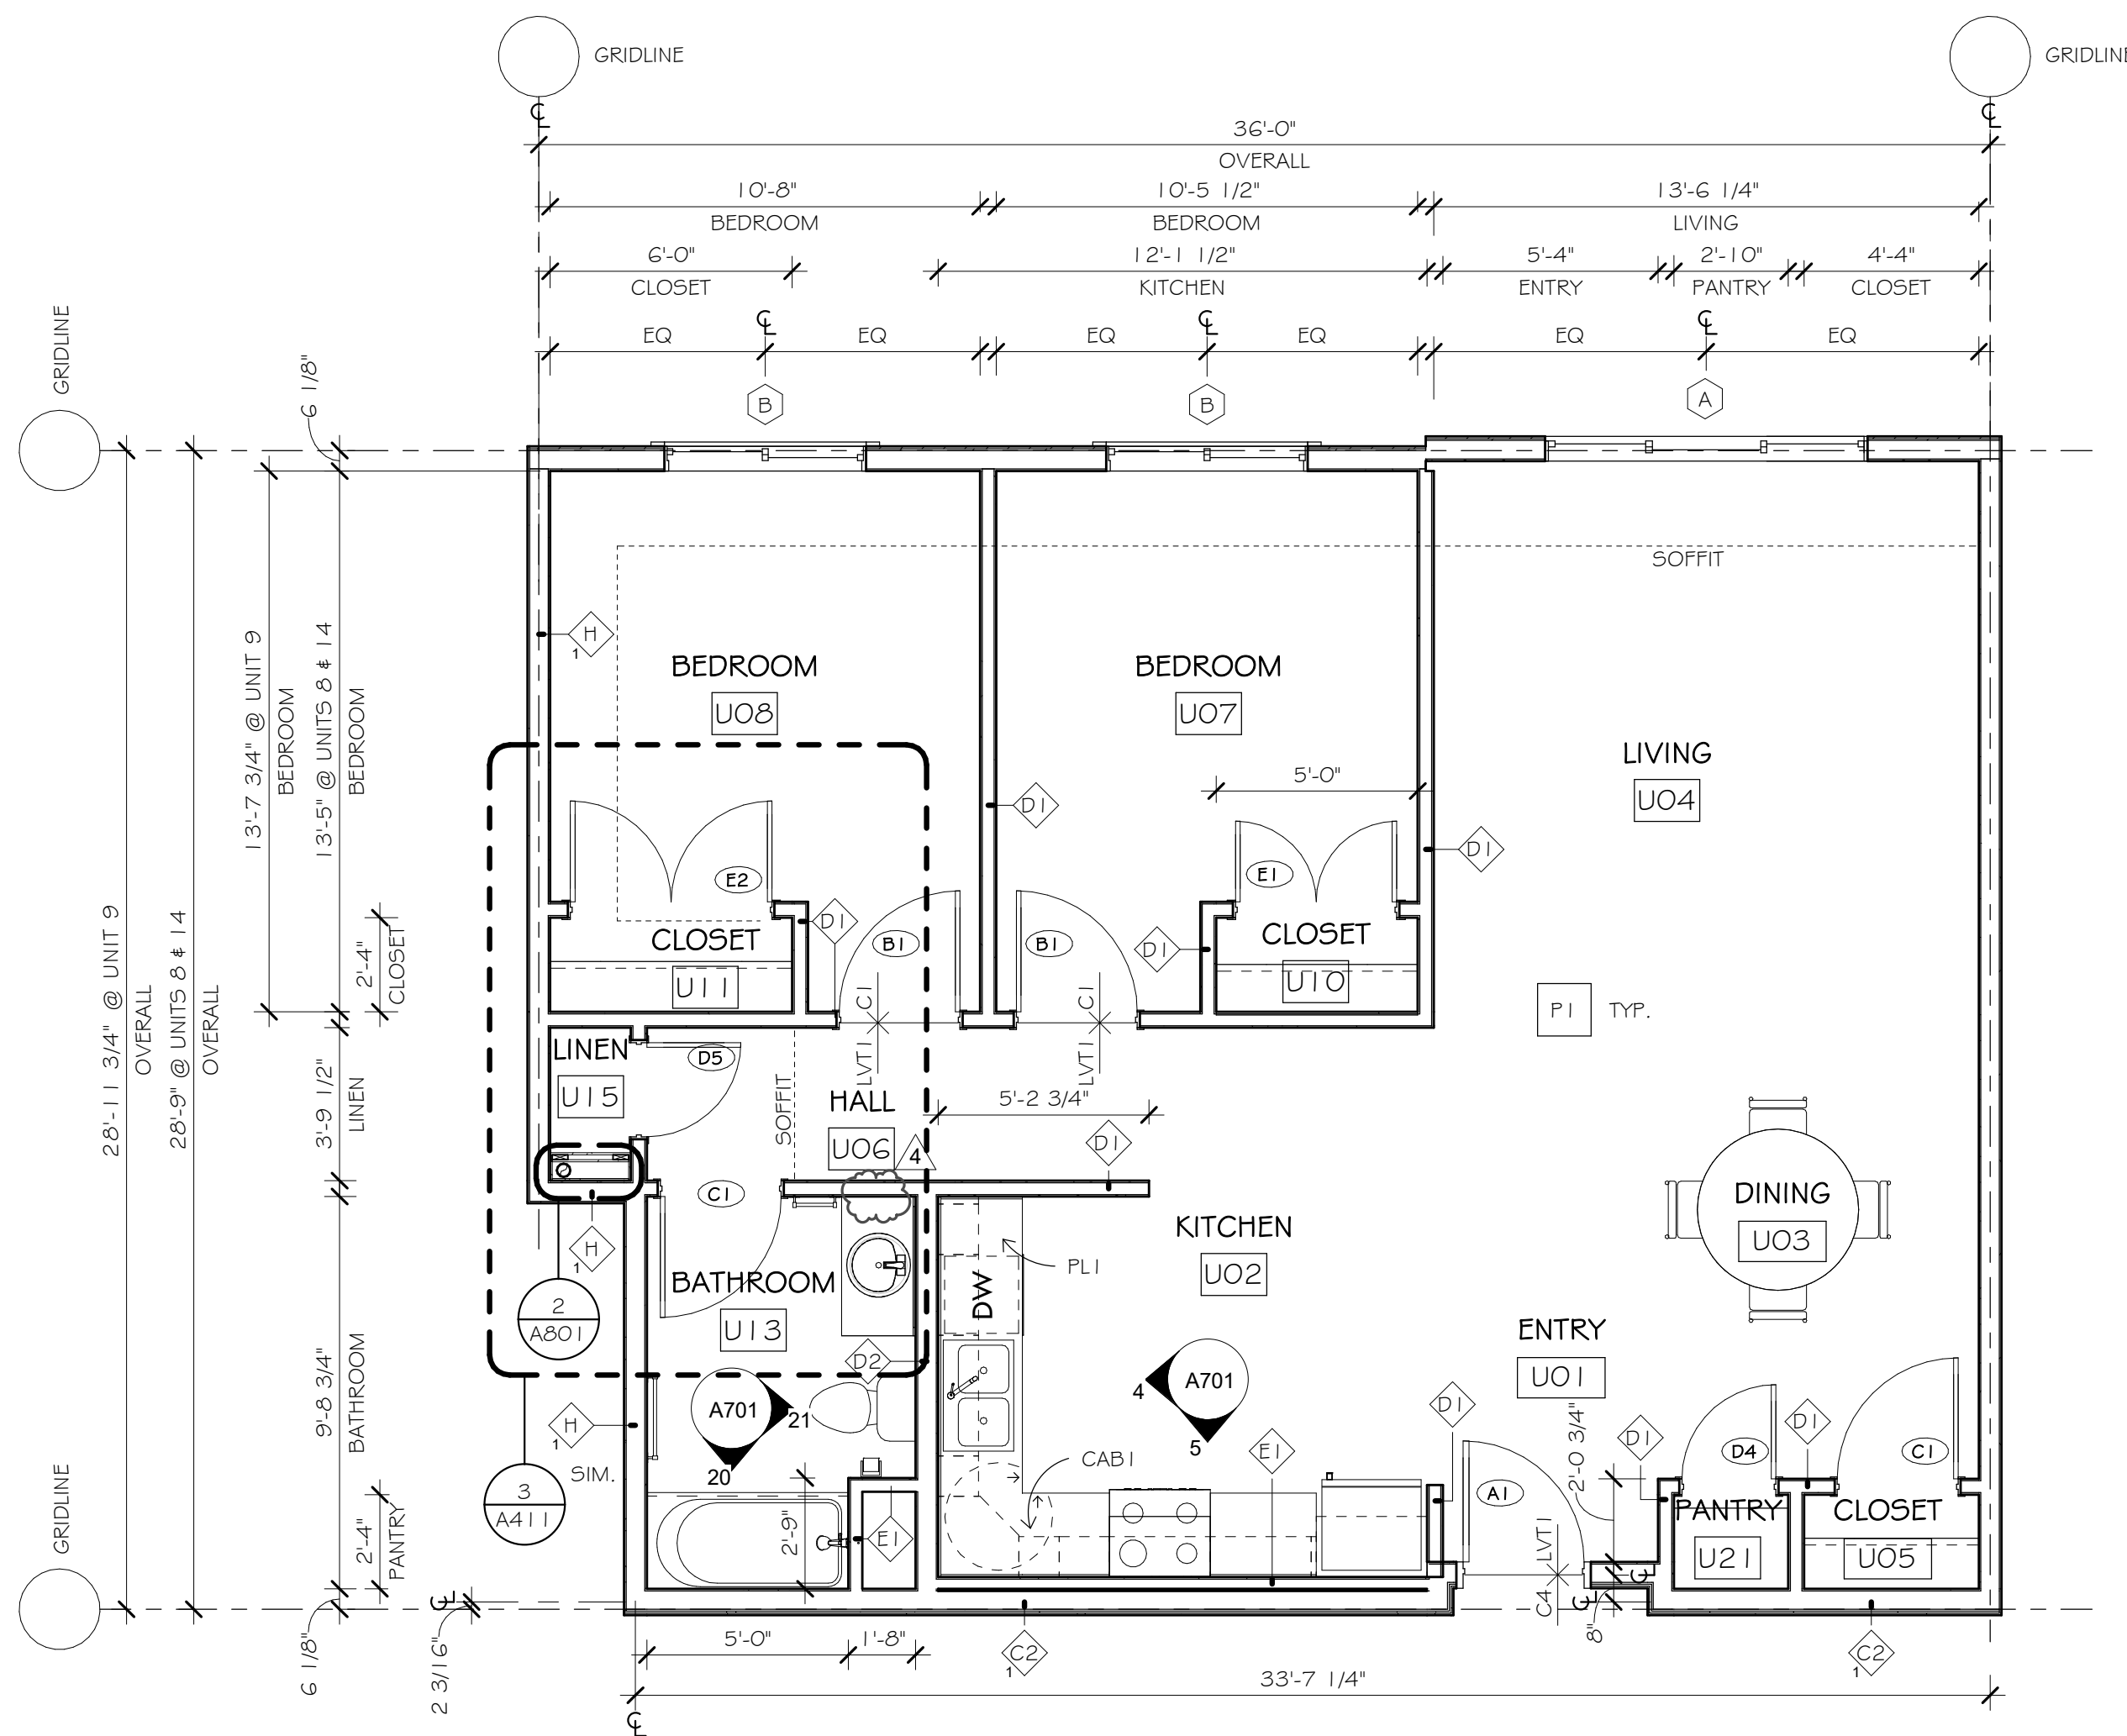 GRIDLINE
GRIDLINE
36'-0"
OVERALL
10'-8"
BEDROOM
10'-5 1/2"
BEDROOM
13'-6 1/4"
LIVING
6'-0"
CLOSET
12'-1 1/2"
KITCHEN
5'-4"
ENTRY
2'-10"
PANTRY
4'-4"
CLOSET
EQ
EQ
EQ
EQ
EQ
EQ
B
B
A
GRIDLINE
6 1/8"
SOFFIT
H
1
BEDROOM
U08
BEDROOM
U07
LIVING
U04
13'-7 3/4" @ UNIT 9
BEDROOM
13'-5" @ UNITS 8 & 14
BEDROOM
5'-0"
D1
D1
E2
E1
D1
B1
B1
D1
CLOSET
U11
CLOSET
U10
28'-11 3/4" @ UNIT 9
OVERALL
28'-9" @ UNITS 8 & 14
OVERALL
2'-4"
CLOSET
C1
LVT1
C1
LVT1
P1
TYP.
LINEN
U15
D5
SOFFIT
HALL
U06
4
5'-2 3/4"
D1
3'-9 1/2"
LINEN
C1
H
1
BATHROOM
U13
KITCHEN
U02
PL1
DW
DINING
U03
ENTRY
U01
2
A801
D2
A701
21
20
A701
4
5
9'-8 3/4"
BATHROOM
H
1
SIM.
3
A411
CAB1
E1
D1
A1
2'-0 3/4"
D1
D4
D1
C1
PANTRY
U21
CLOSET
U05
GRIDLINE
2'-4"
PANTRY
2'-9"
E1
LVT1
C4
8"
6 1/8"
2 3/16"
5'-0"
1'-8"
C2
1
C2
1
33'-7 1/4"